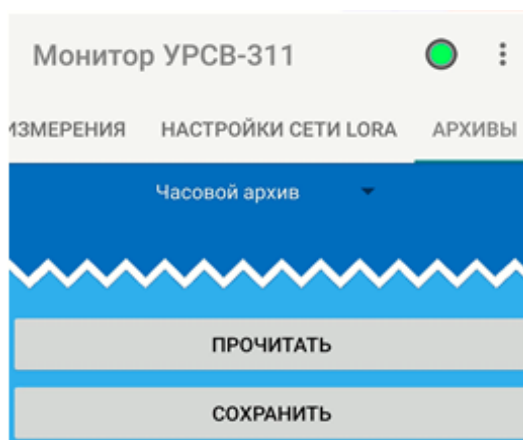 Монитор УРСВ-311
ИЗМЕРЕНИЯ НАСТРОЙКИ СЕТИ LORA АРХИВЫ
Часовой архив
ПРОЧИТАТЬ
СОХРАНИТЬ